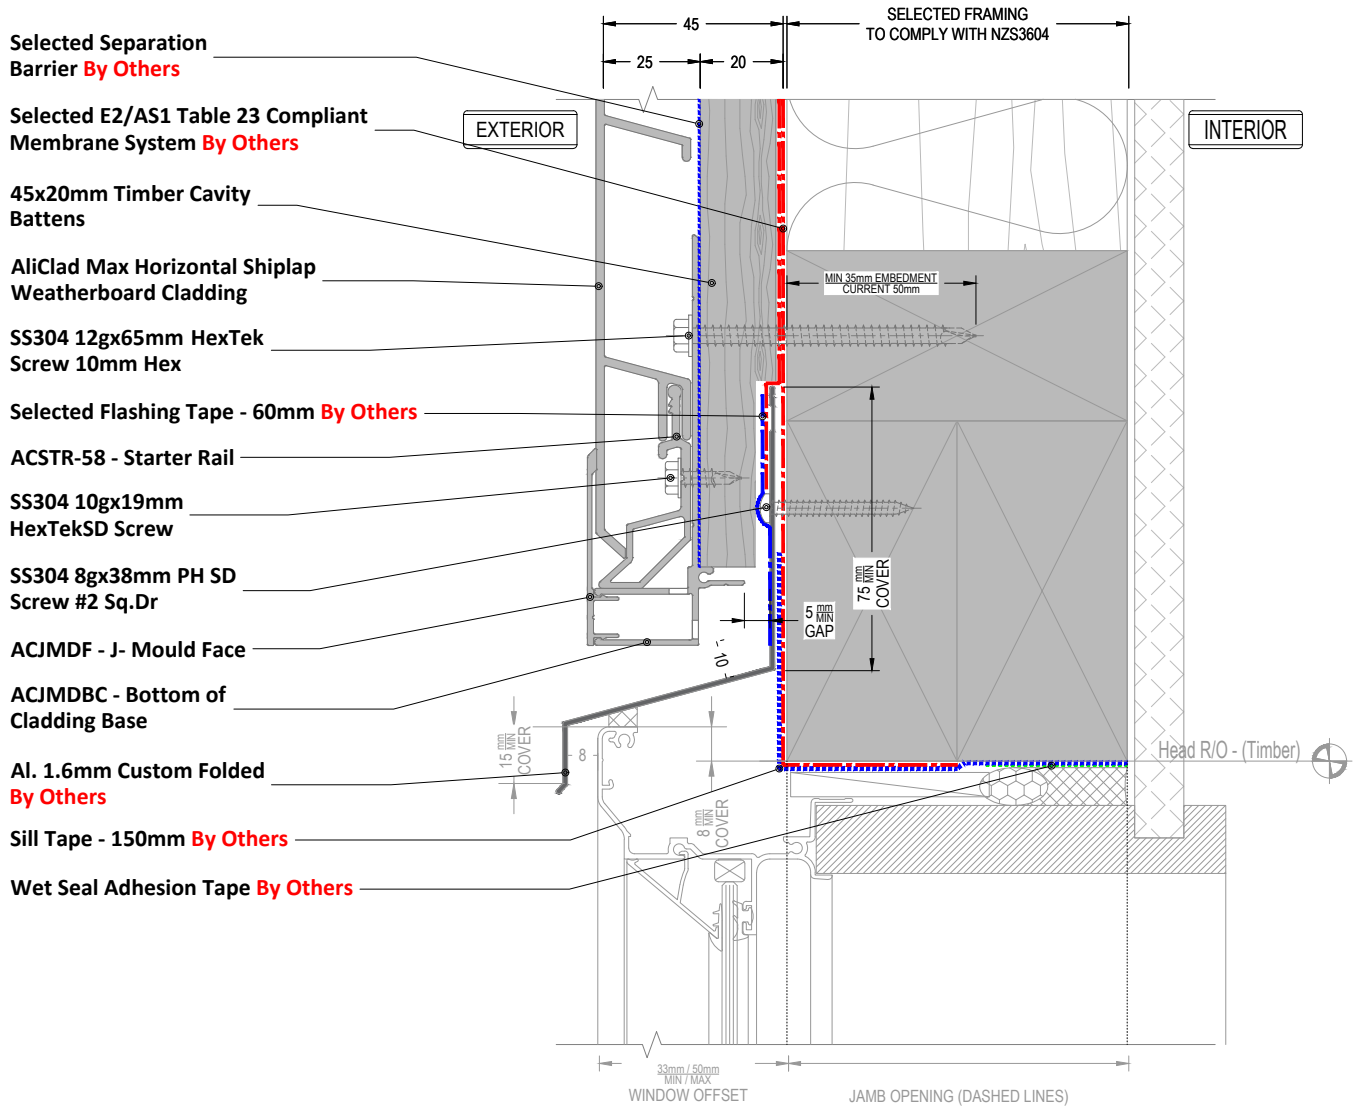 Selected Separation
Barrier By Others
Selected E2/AS1 Table 23 Compliant
Membrane System By Others
45x20mm Timber Cavity
Battens
AliClad Max Horizontal Shiplap
Weatherboard Cladding
SS304 12gx65mm HexTek
Screw 10mm Hex
Selected Flashing Tape - 60mm By Others
ACSTR-58 - Starter Rail
SS304 10gx19mm
HexTekSD Screw
SS304 8gx38mm PH SD
Screw #2 Sq.Dr
ACJMDF - J- Mould Face
ACJMDBC - Bottom of
Cladding Base
Al. 1.6mm Custom Folded
By Others
Sill Tape - 150mm By Others
Wet Seal Adhesion Tape By Others
45
25
20
SELECTED FRAMING
TO COMPLY WITH NZS3604
EXTERIOR
INTERIOR
MIN 35mm EMBEDMENT
CURRENT 50mm
75 mm MIN
COVER
5 mm MIN
GAP
10
15 mm MIN
COVER
8
8 mm MIN
COVER
Head R/O - (Timber)
33mm / 50mm
MIN / MAX
WINDOW OFFSET
JAMB OPENING (DASHED LINES)